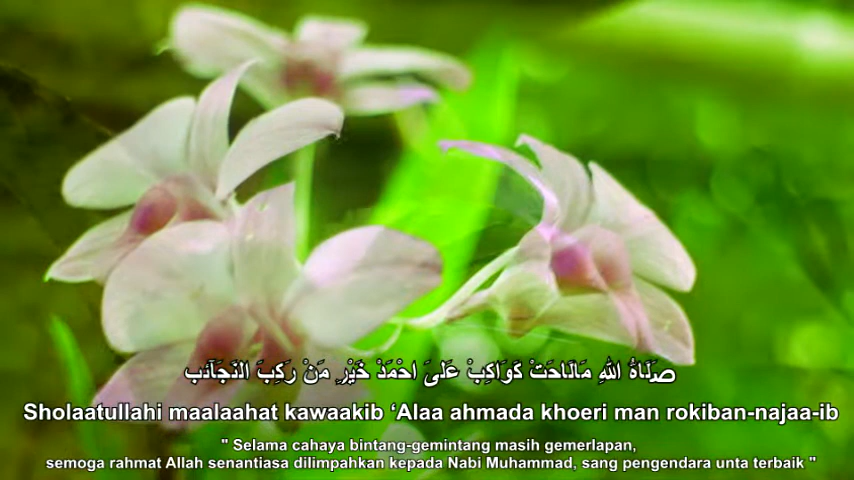 صَلَاةُ اللهِ مَالَاحَتْ كَوَاكِبْ عَلىَ احْمَدْ خَيْرِ مَنْ رَكِبَ النَجَآئب
Sholaatullahi maalaahat kawaakib ‘Alaa ahmada khoeri man rokiban-najaa-ib
" Selama cahaya bintang-gemintang masih gemerlapan,
semoga rahmat Allah senantiasa dilimpahkan kepada Nabi Muhammad, sang pengendara unta terbaik "